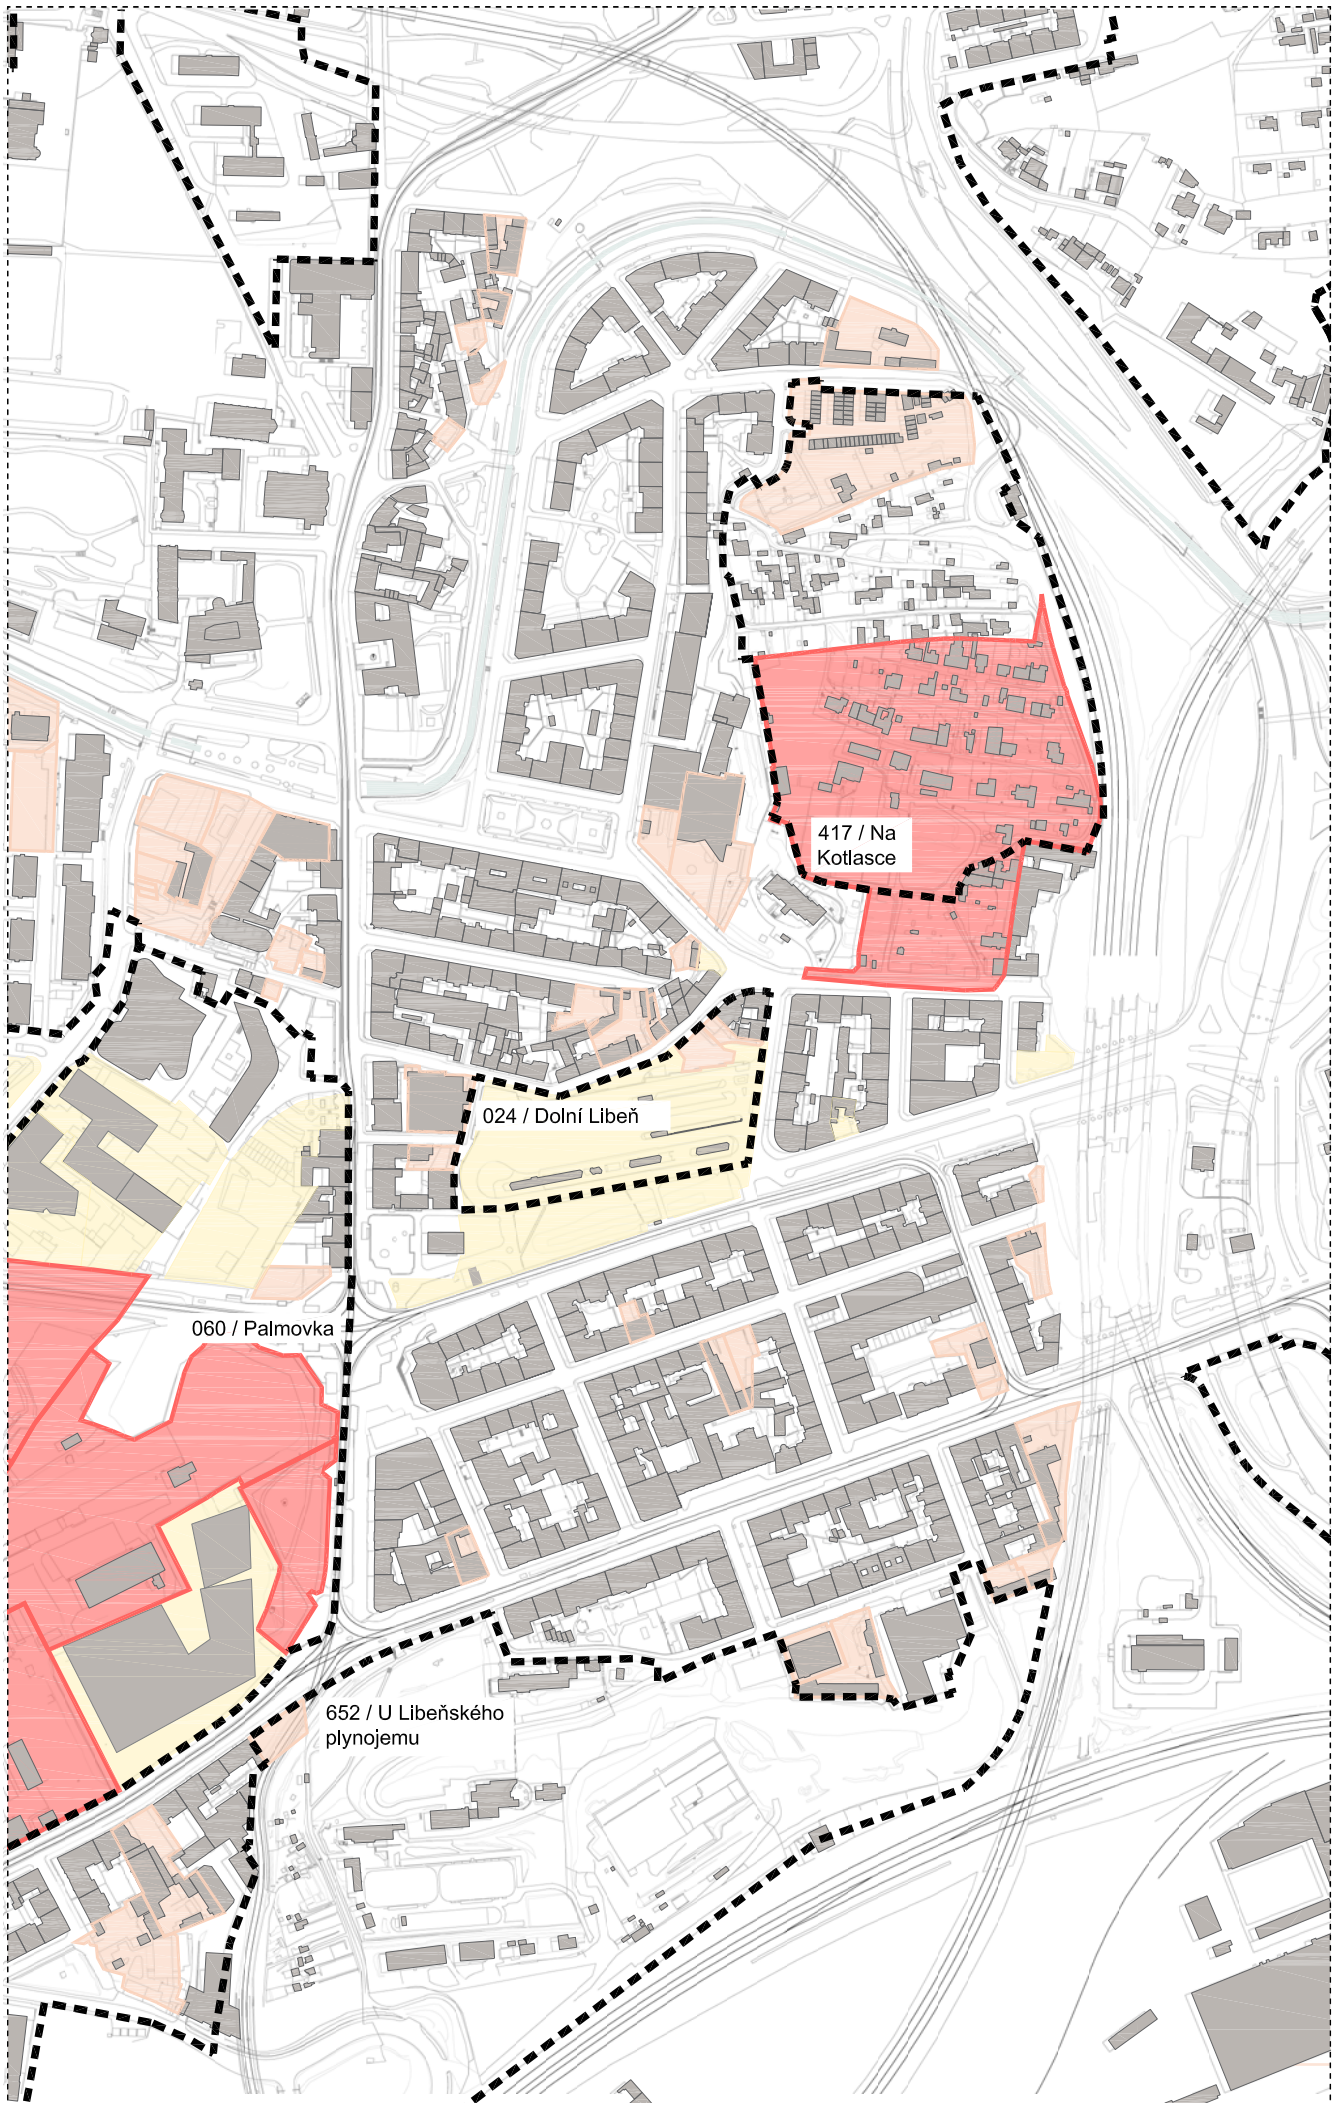 417 / Na
Kotlasce
024 / Dolní Libeň
060 / Palmovka
652 / U Libeňského
plynojemu